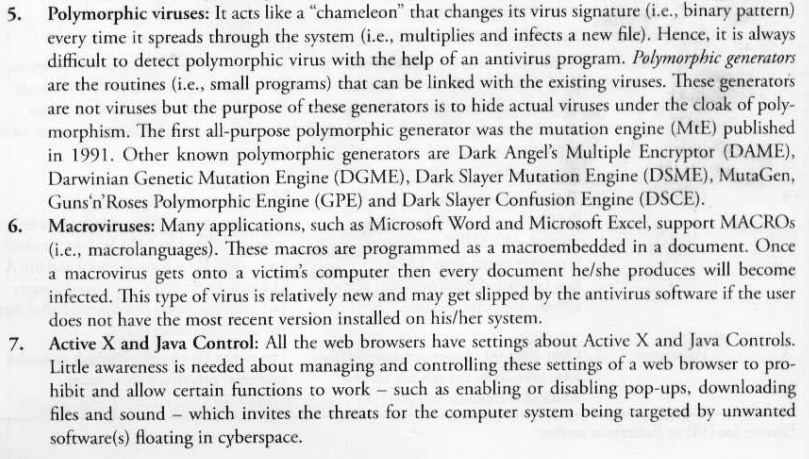 5. Polymorphic viruses: It acts like a “chameleon” that changes its virus signature (i.e., binary pattern)
every time it spreads through the system (i.e., multiplies and infects a new file). Hence, it is always
difficult to detect polymorphic virus with the help of an antivirus program. Polymorphic generators
are the routines (i.e., small programs) that can be linked with the existing viruses. These generators
are not viruses but the purpose of these generators is to hide actual viruses under the cloak of poly-
morphism. The first all-purpose polymorphic generator was the mutation engine (MtE) published
in 1991. Other known polymorphic generators are Dark Angel’s Multiple Encryptor (DAME),
Darwinian Genetic Mutation Engine (DGME), Dark Slayer Mutation Engine (DSME), MutaGen,
Guns‘n’Roses Polymorphic Engine (GPE) and Dark Slayer Confusion Engine (DSCE).
6. Macroviruses: Many applications, such as Microsoft Word and Microsoft Excel, support MACROs
(i.e., macrolanguages). These macros are programmed as a macroembedded in a document. Once
a macrovirus gets onto a victim’s computer then every document he/she produces will become
infected. This type of virus is relatively new and may get slipped by the antivirus software if the user
does not have the most recent version installed on his/her system.
7. Active X and Java Control: All the web browsers have settings about Active X and Java Controls.
Little awareness is needed about managing and controlling these settings of a web browser to pro-
hibit and allow certain functions to work – such as enabling or disabling pop-ups, downloading
files and sound – which invites the threats for the computer system being targeted by unwanted
software(s) floating in cyberspace.